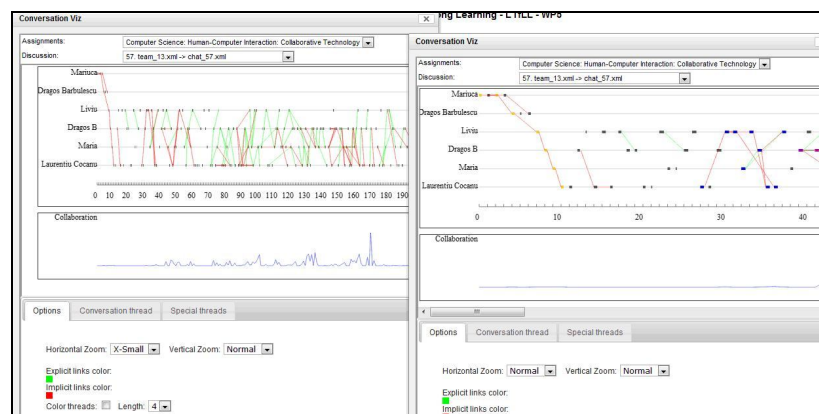 Conversation Viz
ong Learning - LTfLL - WP6
Assignments: Computer Science: Human-Computer Interaction: Collaborative Technology
Discussion: 57. team_13.xml -> chat_57.xml
Mariuca
Dragos Barbulescu
Liviu
Dragos B
Maria
Laurentiu Cocanu
0 10 20 30 40 50 60 70 80 90 100 110 120 130 140 150 160 170 180 190
Collaboration
Options Conversation thread Special threads
Horizontal Zoom: X-Small Vertical Zoom: Normal
Explicit links color:
Implicit links color:
Color threads: Length: 4
Conversation Viz
Assignments: Computer Science: Human-Computer Interaction: Collaborative Technology
Discussion: 57. team_13.xml -> chat_57.xml
Mariuca
Dragos Barbulescu
Liviu
Dragos B
Maria
Laurentiu Cocanu
0 10 20 30 40
Collaboration
Options Conversation thread Special threads
Horizontal Zoom: Normal Vertical Zoom: Normal
Explicit links color:
Implicit links color: